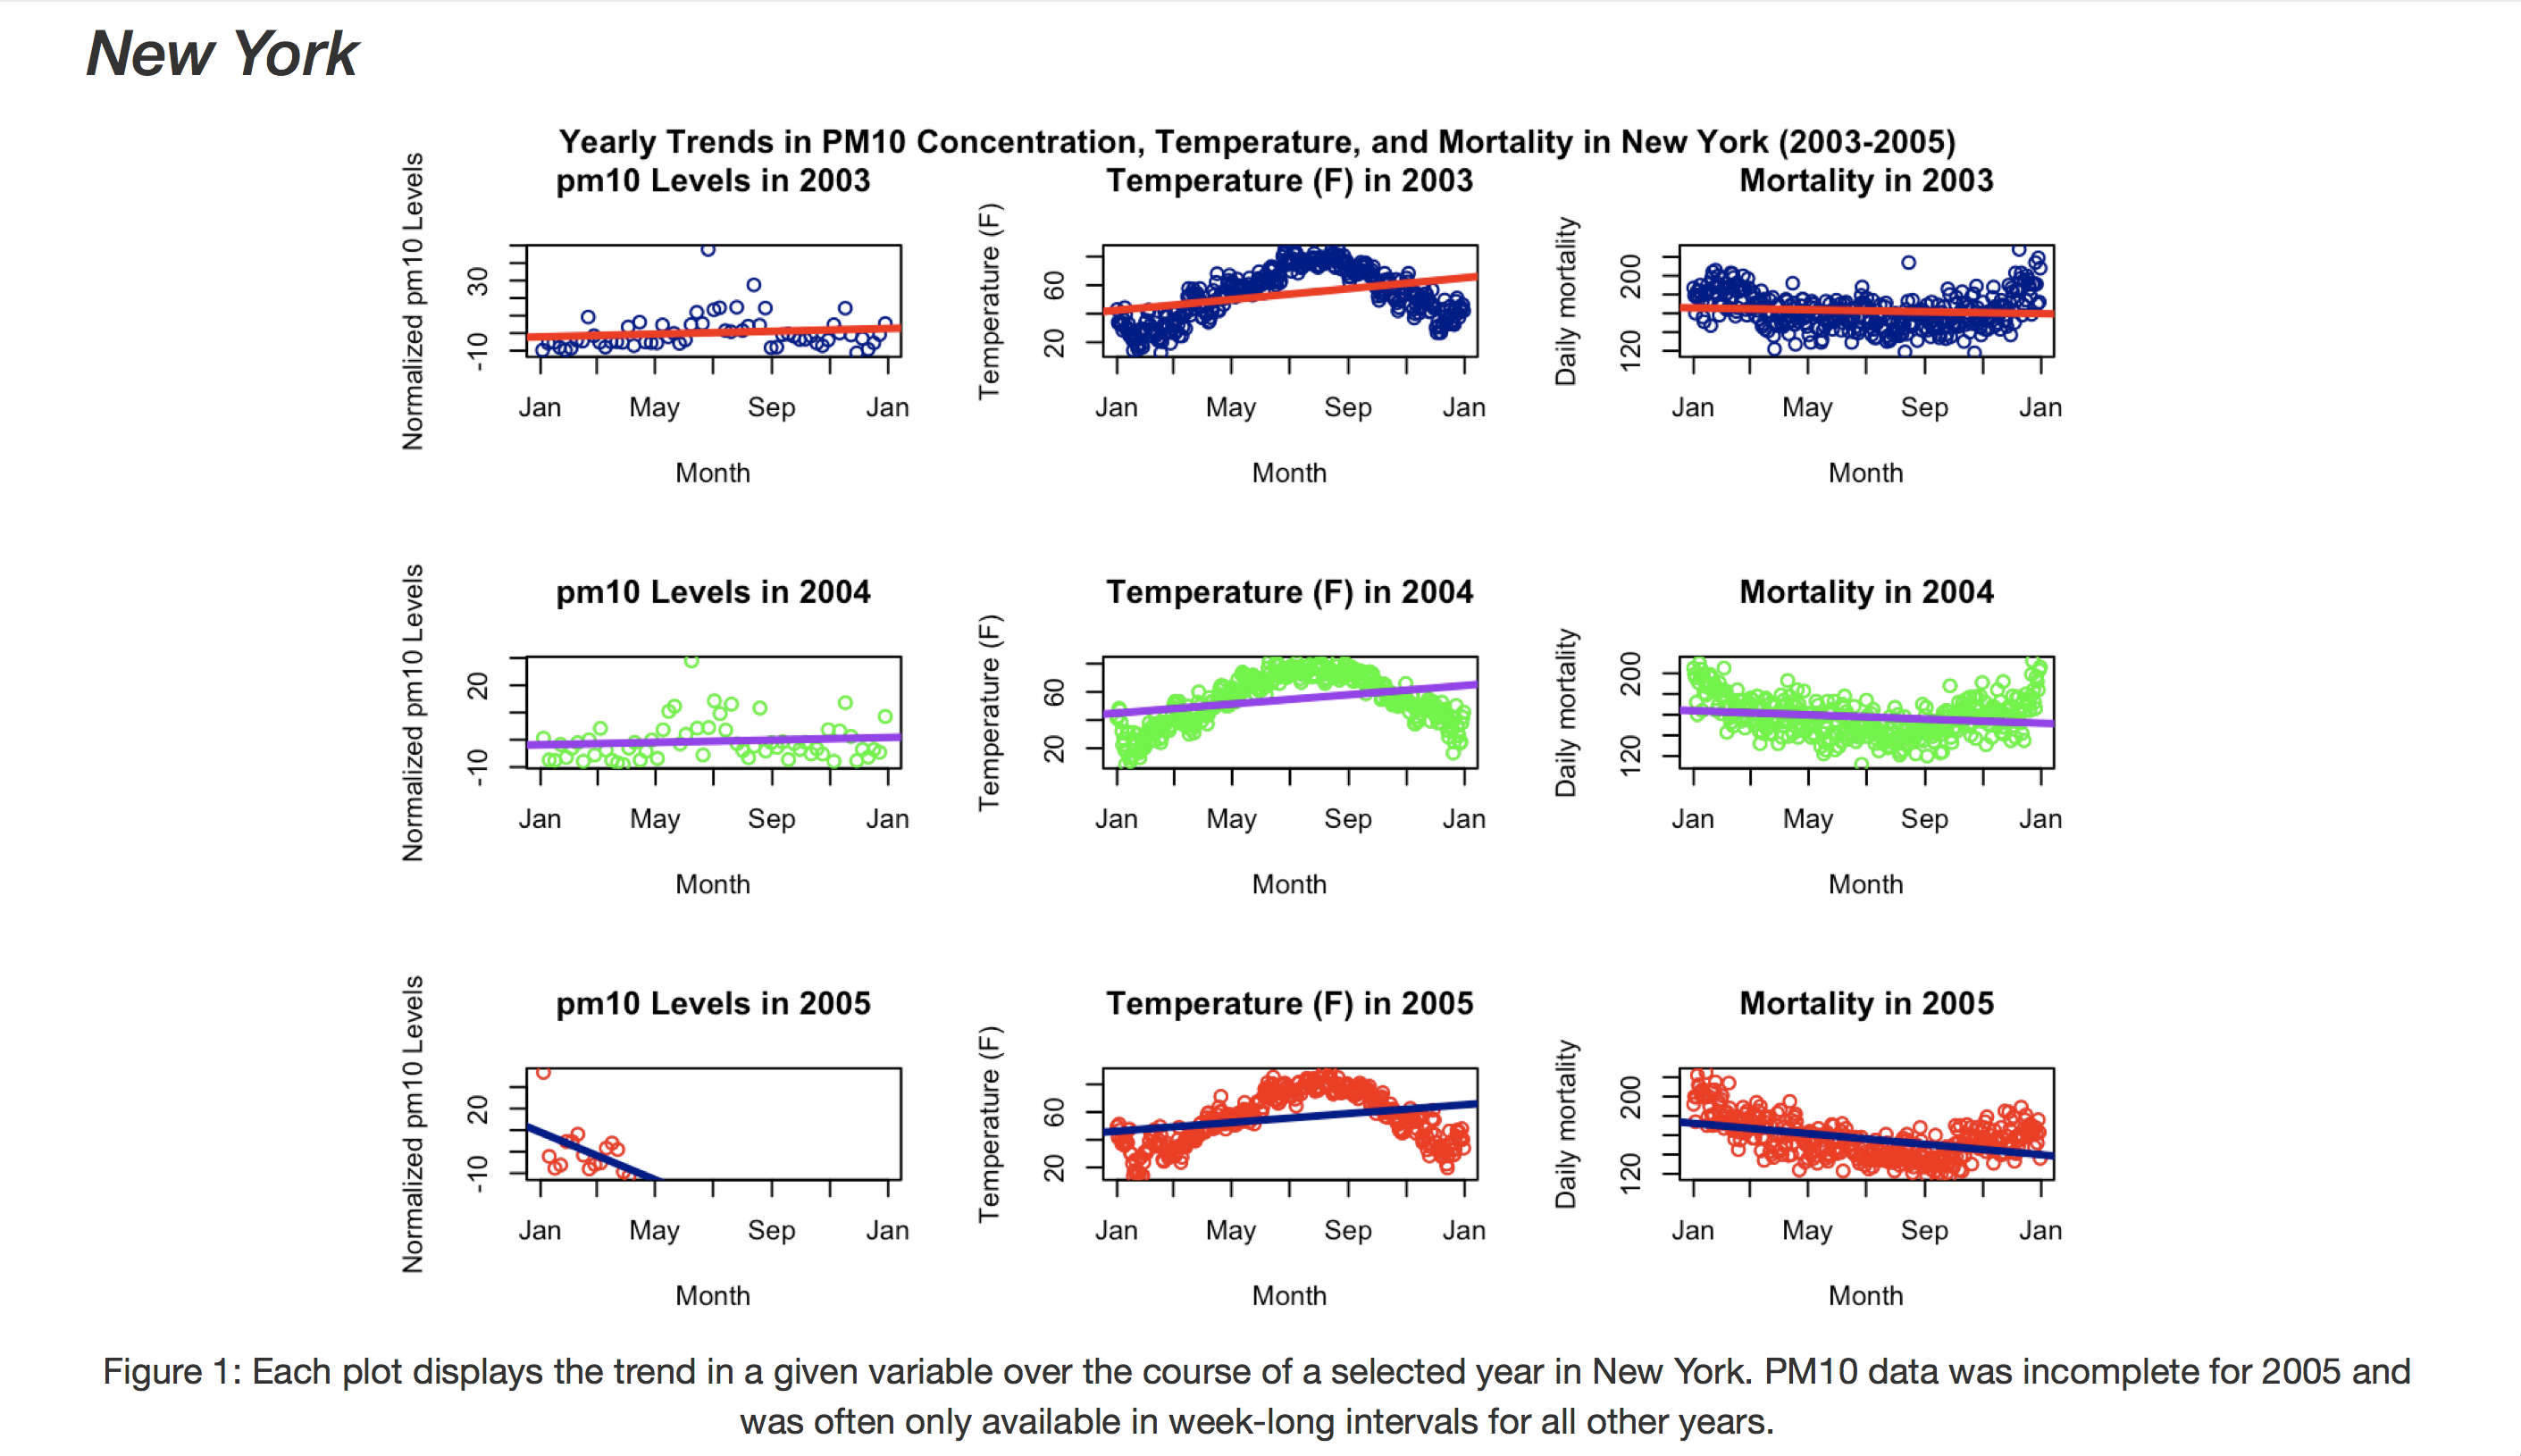 New York
Yearly Trends in PM10 Concentration, Temperature, and Mortality in New York (2003-2005)
pm10 Levels in 2003
Normalized pm10 Levels
30
-10
Jan May Sep Jan
Month
Temperature (F) in 2003
Temperature (F)
60
20
Jan May Sep Jan
Month
Mortality in 2003
Daily mortality
200
120
Jan May Sep Jan
Month
pm10 Levels in 2004
Normalized pm10 Levels
20
-10
Jan May Sep Jan
Month
Temperature (F) in 2004
Temperature (F)
60
20
Jan May Sep Jan
Month
Mortality in 2004
Daily mortality
200
120
Jan May Sep Jan
Month
pm10 Levels in 2005
Normalized pm10 Levels
20
-10
Jan May Sep Jan
Month
Temperature (F) in 2005
Temperature (F)
60
20
Jan May Sep Jan
Month
Mortality in 2005
Daily mortality
200
120
Jan May Sep Jan
Month
Figure 1: Each plot displays the trend in a given variable over the course of a selected year in New York. PM10 data was incomplete for 2005 and
was often only available in week-long intervals for all other years.